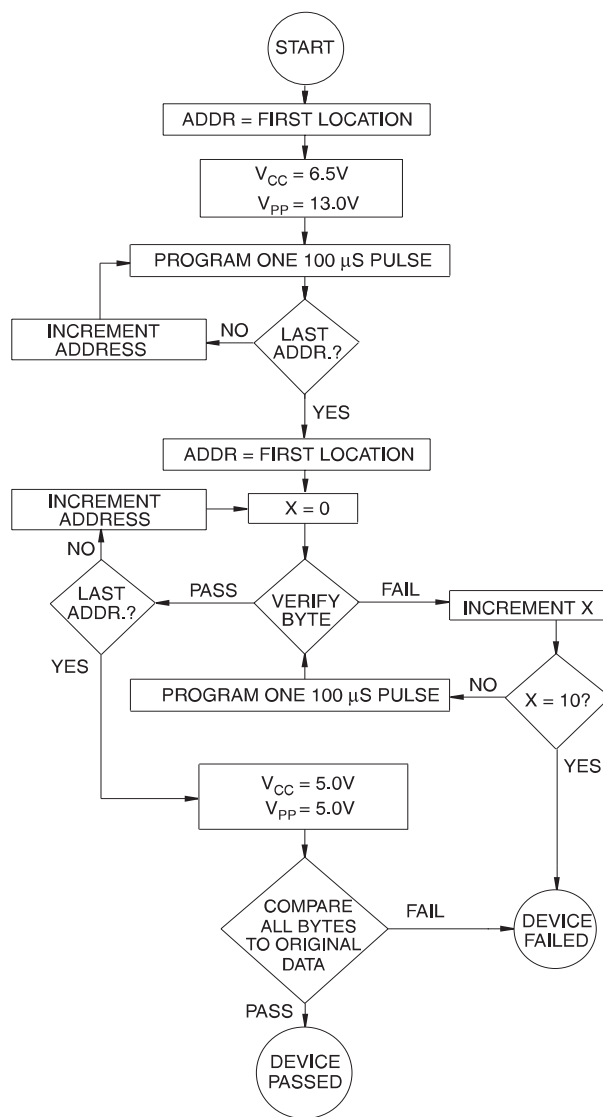 START
ADDR = FIRST LOCATION
VCC = 6.5V
VPP = 13.0V
PROGRAM ONE 100 μS PULSE
INCREMENT
ADDRESS
NO
LAST
ADDR.?
YES
ADDR = FIRST LOCATION
INCREMENT
ADDRESS
X = 0
NO
LAST
ADDR.?
PASS
VERIFY
BYTE
FAIL
INCREMENT X
YES
PROGRAM ONE 100 μS PULSE
NO
X = 10?
YES
VCC = 5.0V
VPP = 5.0V
COMPARE
ALL BYTES
TO ORIGINAL
DATA
FAIL
DEVICE
FAILED
PASS
DEVICE
PASSED